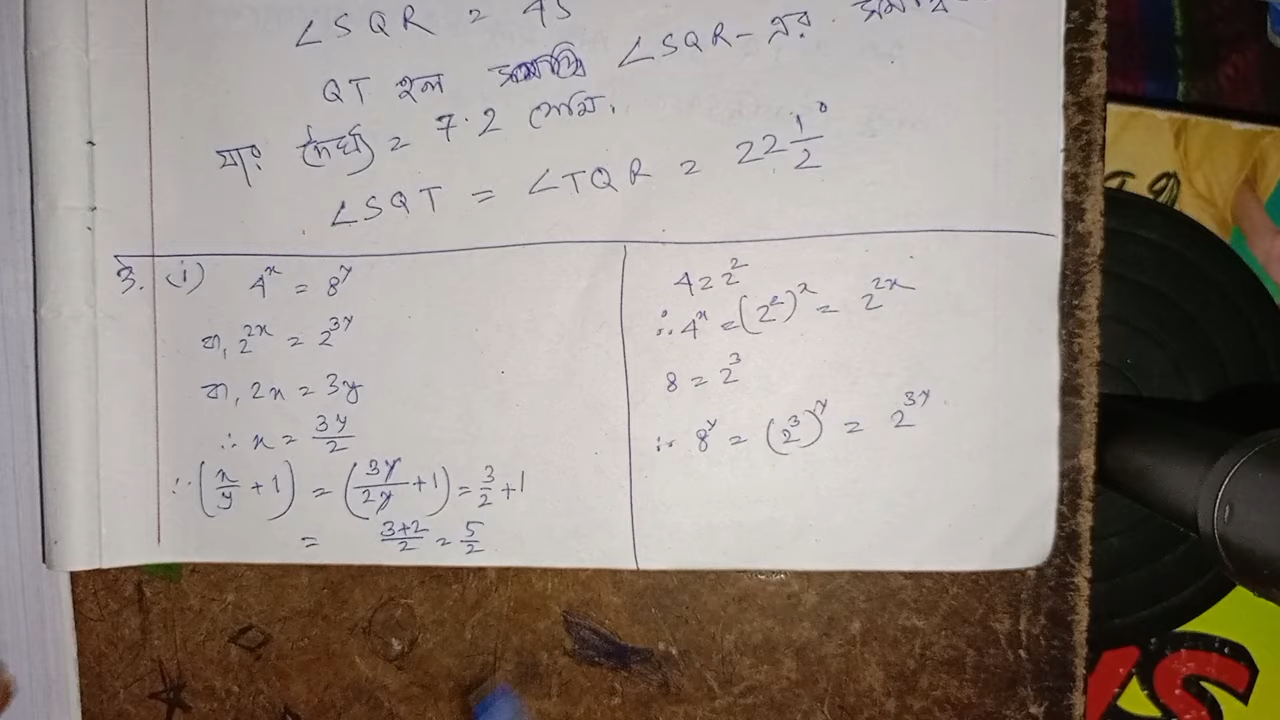 ∠SQR = 45
QT হল ∠SQR-এর
যার দৈর্ঘ্য = 7.2 সেমি.
∠SQT = ∠TQR = 22 1/2°
3. (i) 4^x = 8^y
বা, 2^2x = 2^3y
বা, 2x = 3y
∴ x = 3y/2
∴ (x/y + 1) = (3y/2y + 1) = 3/2 + 1
= 3+2/2 = 5/2
4 = 2^2
∴ 4^x = (2^2)^x = 2^2x
8 = 2^3
∴ 8^y = (2^3)^y = 2^3y